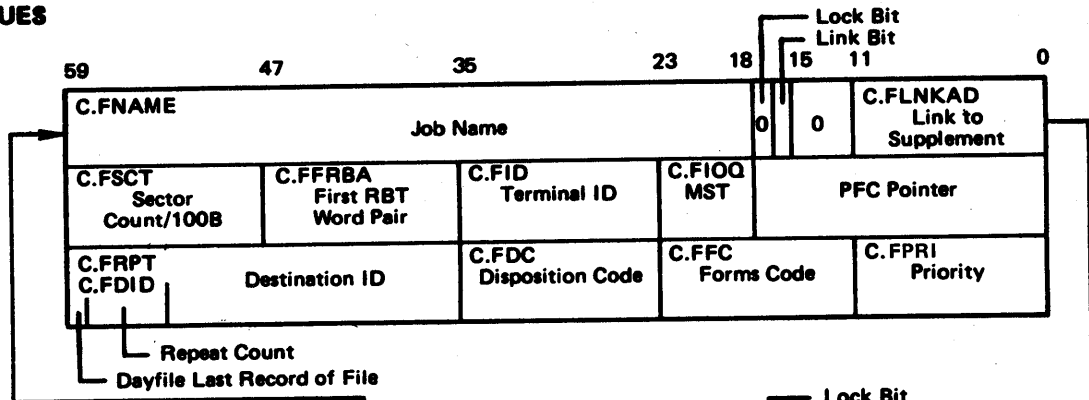 UES
Lock Bit
Link Bit
59 47 35 23 18 15 11 0
C.FNAME
Job Name
0
0
C.FLNKAD
Link to
Supplement
C.FSCT
Sector
Count/100B
C.FFRBA
First RBT
Word Pair
C.FID
Terminal ID
C.FIOQ
MST
PFC Pointer
C.FRPT
C.FDID
Destination ID
C.FDC
Disposition Code
C.FFC
Forms Code
C.FPRI
Priority
Repeat Count
Dayfile Last Record of File
Lock Bit